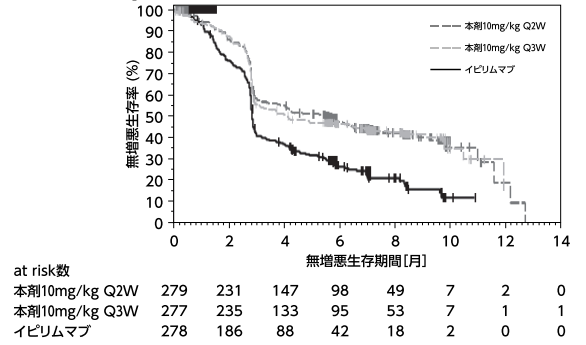 100
90
80
70
60
50
40
30
20
10
0
無増悪生存率 (%)
本剤10mg/kg Q2W
本剤10mg/kg Q3W
イピリムマブ
0 2 4 6 8 10 12 14
無増悪生存期間[月]
at risk数
本剤10mg/kg Q2W 279 231 147 98 49 7 2 0
本剤10mg/kg Q3W 277 235 133 95 53 7 1 1
イピリムマブ 278 186 88 42 18 2 0 0